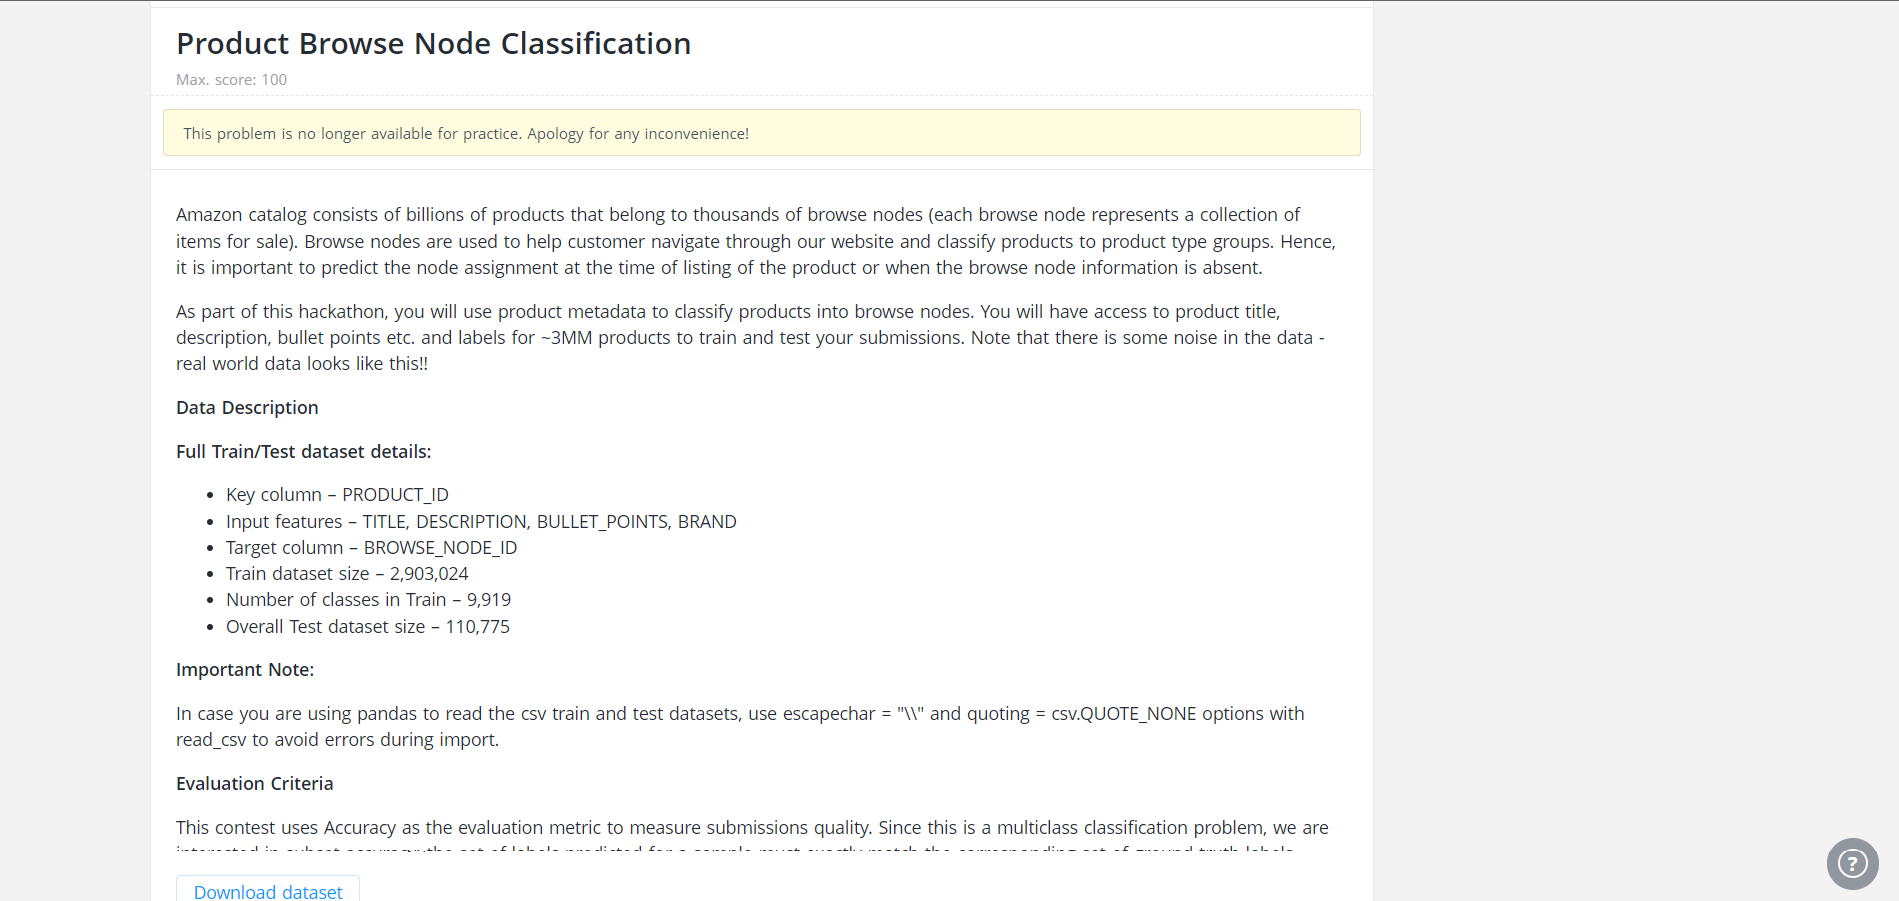 Product Browse Node Classification
Max. score: 100
This problem is no longer available for practice. Apology for any inconvenience!
Amazon catalog consists of billions of products that belong to thousands of browse nodes (each browse node represents a collection of
items for sale). Browse nodes are used to help customer navigate through our website and classify products to product type groups. Hence,
it is important to predict the node assignment at the time of listing of the product or when the browse node information is absent.
As part of this hackathon, you will use product metadata to classify products into browse nodes. You will have access to product title,
description, bullet points etc. and labels for ~3MM products to train and test your submissions. Note that there is some noise in the data -
real world data looks like this!!
Data Description
Full Train/Test dataset details:
• Key column – PRODUCT_ID
• Input features – TITLE, DESCRIPTION, BULLET_POINTS, BRAND
• Target column – BROWSE_NODE_ID
• Train dataset size – 2,903,024
• Number of classes in Train – 9,919
• Overall Test dataset size – 110,775
Important Note:
In case you are using pandas to read the csv train and test datasets, use escapechar = "\\" and quoting = csv.QUOTE_NONE options with
read_csv to avoid errors during import.
Evaluation Criteria
This contest uses Accuracy as the evaluation metric to measure submissions quality. Since this is a multiclass classification problem, we are
Download dataset
?